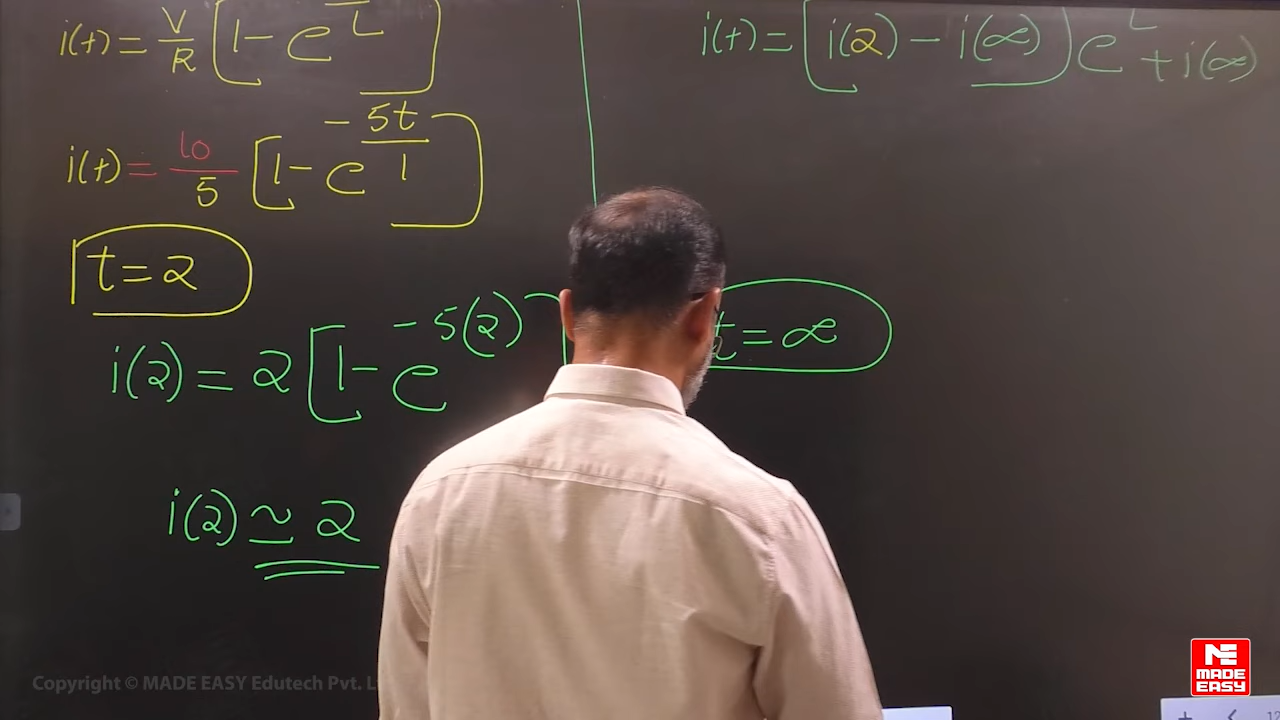 i(t) = V/R [1 - e L ]
i(t) = 10/5 [1 - e^(-5t/1)]
t = 2
i(2) = 2 [1 - e^(-5(2))
i(2) ≃ 2
i(t) = [i(2) - i(∞)] e L + i(∞)
t = ∞
Copyright © MADE EASY Edutech Pvt.
ME
MADE
EASY